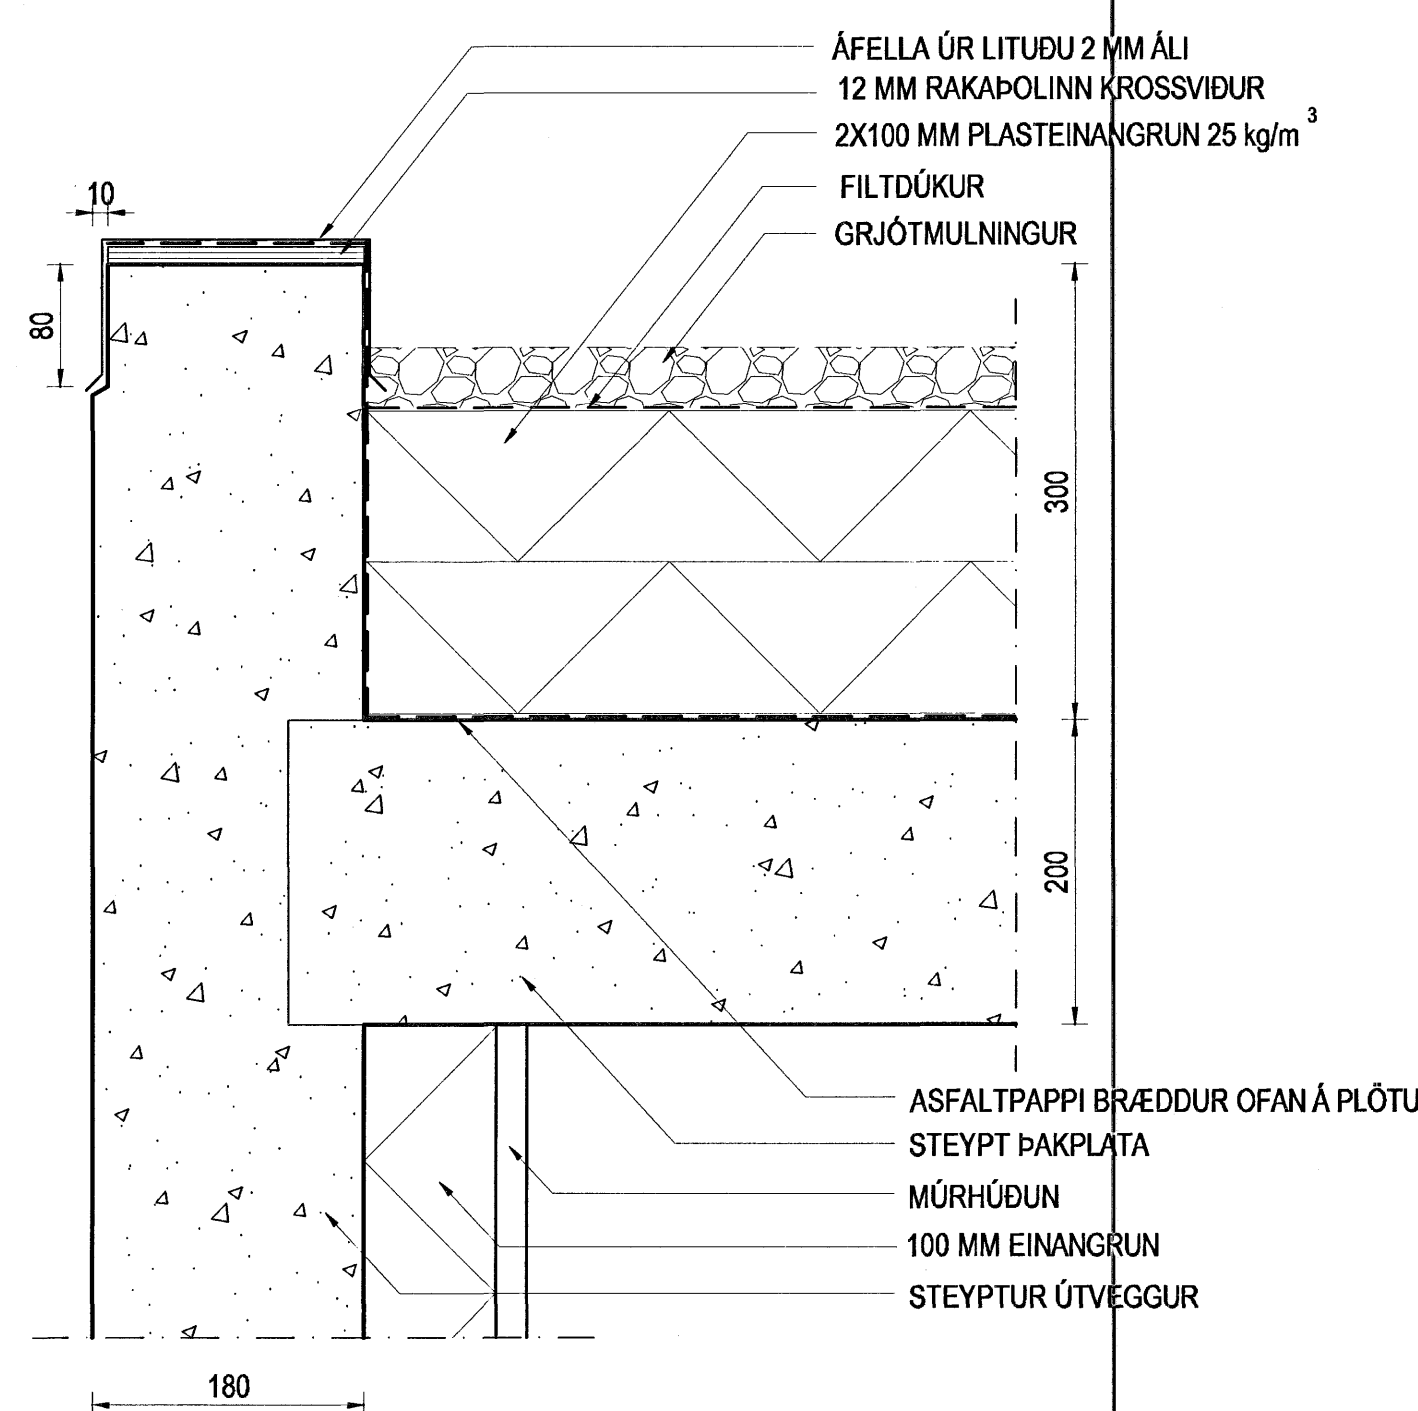 ÁFELLA ÚR LITUÐU 2 MM ÁLI
12 MM RAKAÞOLINN KROSSVIÐUR
2X100 MM PLASTEINANGRUN 25 kg/m³
FILTDÚKUR
GRJÓTMULNINGUR
10
80
300
200
ASFALTPAPPI BRÆDDUR OFAN Á PLÖTU
STEYPT ÞAKPLATA
MÚRHÚÐUN
100 MM EINANGRUN
STEYPTUR ÚTVEGGUR
180